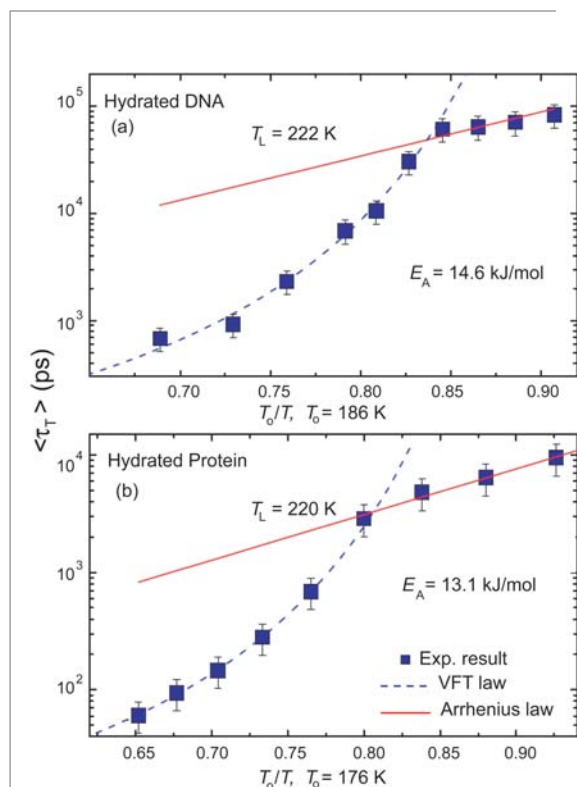 Hydrated DNA
(a)
T_L = 222 K
E_A = 14.6 kJ/mol
10^5
10^4
10^3
0.70 0.75 0.80 0.85 0.90
T_o/T, T_o= 186 K
<τ_T> (ps)
Hydrated Protein
(b)
T_L = 220 K
E_A = 13.1 kJ/mol
10^4
10^3
10^2
Exp. result
VFT law
Arrhenius law
0.65 0.70 0.75 0.80 0.85 0.90
T_o/T, T_o= 176 K